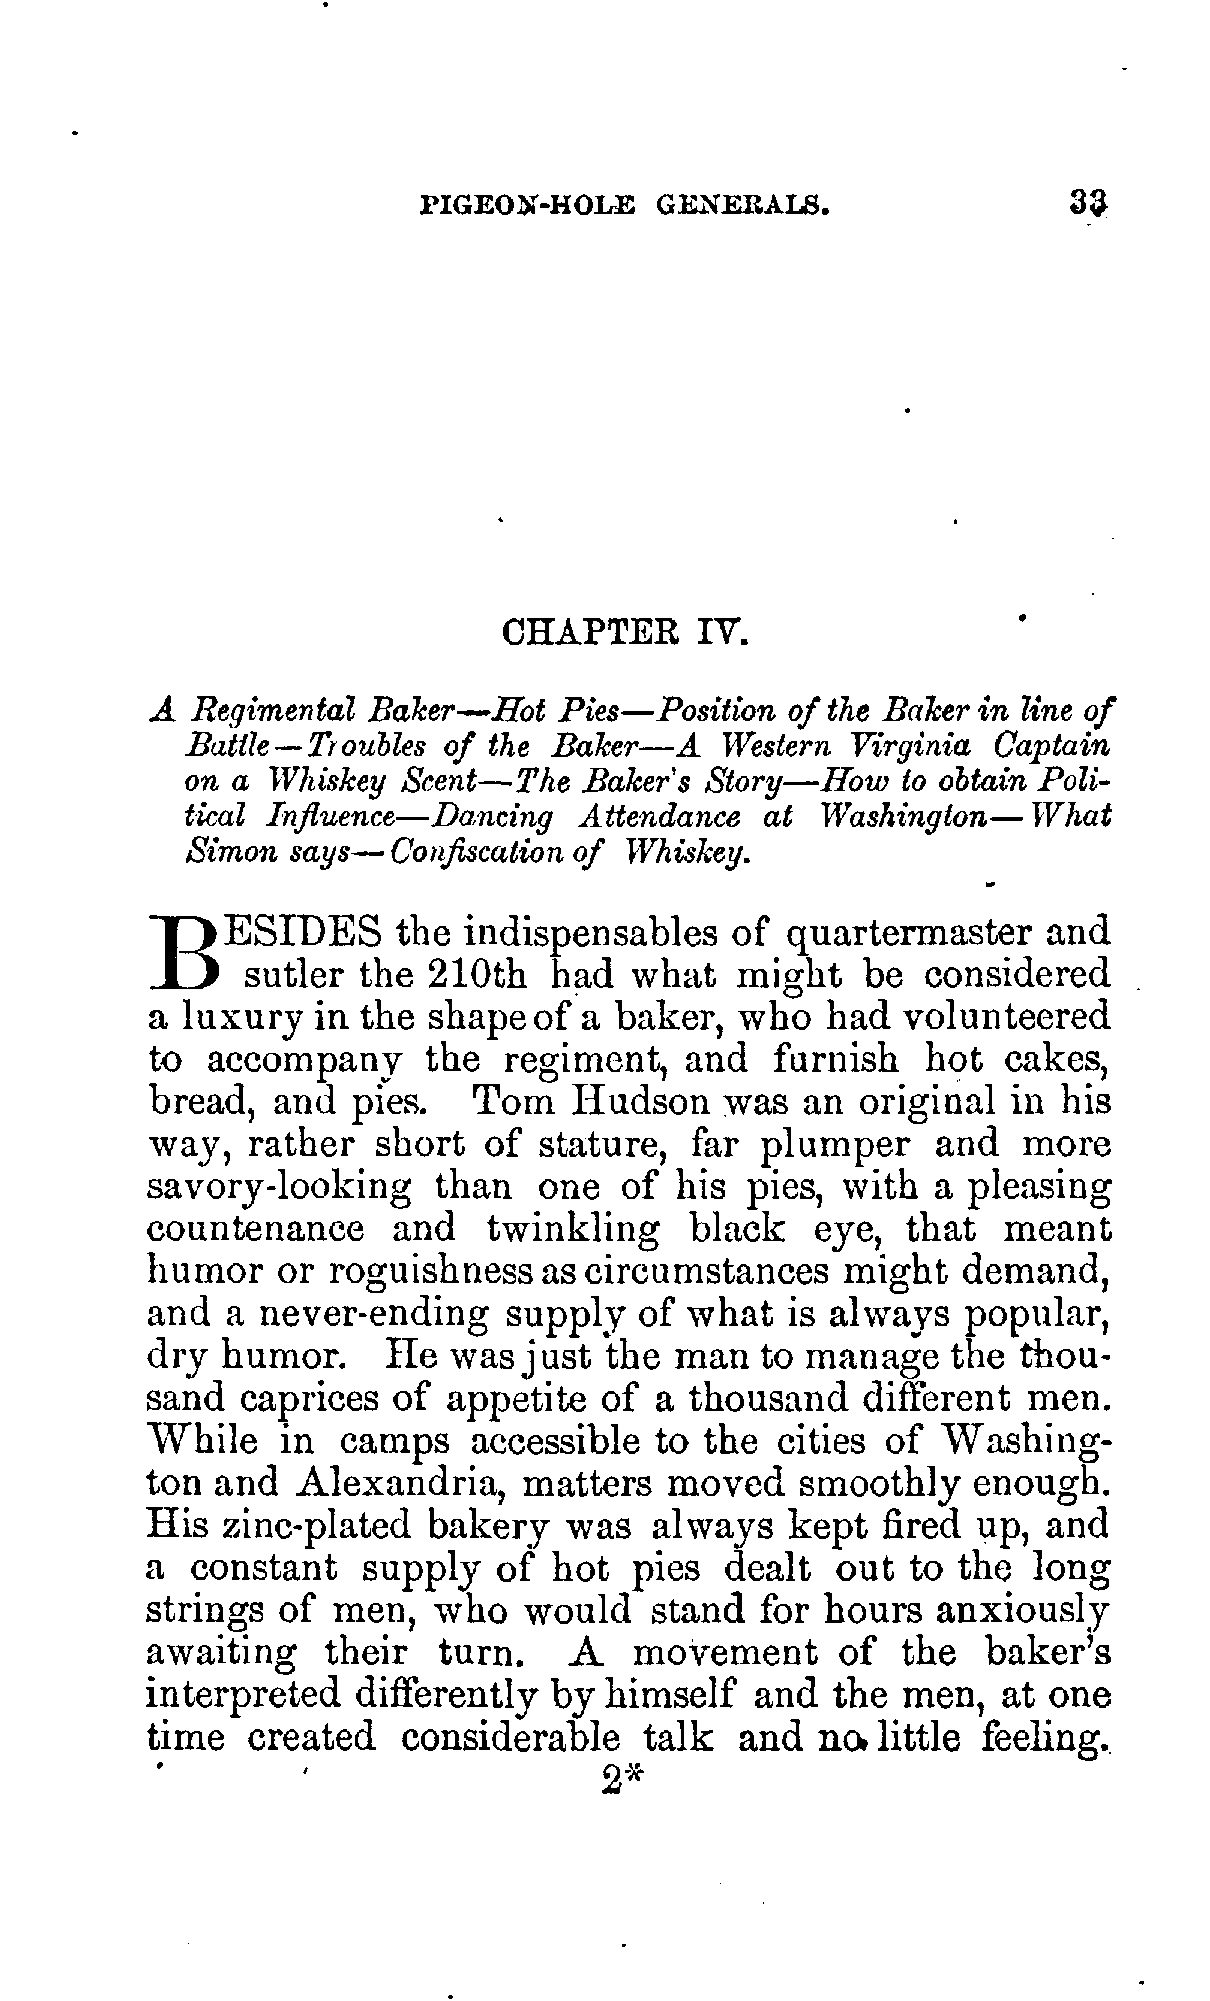 PIGEON-HOLE GENERALS. 33
CHAPTER IV.
A Regimental Baker—Hot Pies—Position of the Baker in line of
Battle—Troubles of the Baker—A Western Virginia Captain
on a Whiskey Scent—The Baker's Story—How to obtain Poli-
tical Influence—Dancing Attendance at Washington—What
Simon says—Confiscation of Whiskey.
BESIDES the indispensables of quartermaster and
sutler the 210th had what might be considered
a luxury in the shape of a baker, who had volunteered
to accompany the regiment, and furnish hot cakes,
bread, and pies. Tom Hudson was an original in his
way, rather short of stature, far plumper and more
savory-looking than one of his pies, with a pleasing
countenance and twinkling black eye, that meant
humor or roguishness as circumstances might demand,
and a never-ending supply of what is always popular,
dry humor. He was just the man to manage the thou-
sand caprices of appetite of a thousand different men.
While in camps accessible to the cities of Washing-
ton and Alexandria, matters moved smoothly enough.
His zinc-plated bakery was always kept fired up, and
a constant supply of hot pies dealt out to the long
strings of men, who would stand for hours anxiously
awaiting their turn. A movement of the baker's
interpreted differently by himself and the men, at one
time created considerable talk and no little feeling.
2*